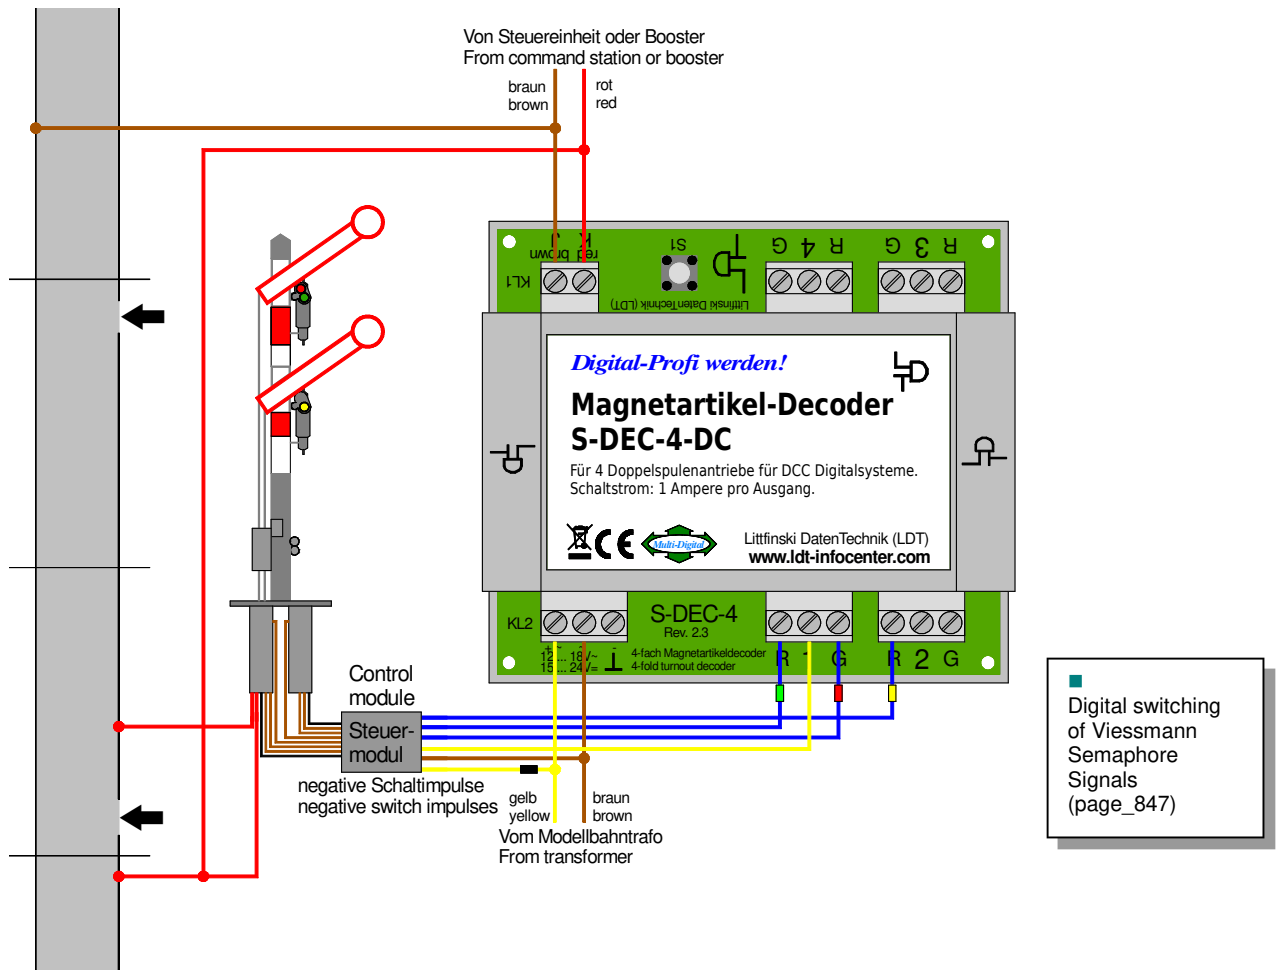 Von Steuereinheit oder Booster
From command station or booster
braun
brown
rot
red
J K
brown red
KL1
S1
Littfinski DatenTechnik (LDT)
G 4 R
G 3 R
Digital-Profi werden!
Magnetartikel-Decoder
S-DEC-4-DC
Für 4 Doppelspulenantriebe für DCC Digitalsysteme.
Schaltstrom: 1 Ampere pro Ausgang.
CE
Multi-Digital
Littfinski DatenTechnik (LDT)
www.ldt-infocenter.com
KL2
S-DEC-4
Rev. 2.3
12... 18V~
15... 24V=
4-fach Magnetartikeldecoder
4-fold turnout decoder
R 1 G
R 2 G
Control
module
Steuer-
modul
negative Schaltimpulse
negative switch impulses
gelb
yellow
braun
brown
Vom Modellbahntrafo
From transformer
Digital switching
of Viessmann
Semaphore
Signals
(page_847)